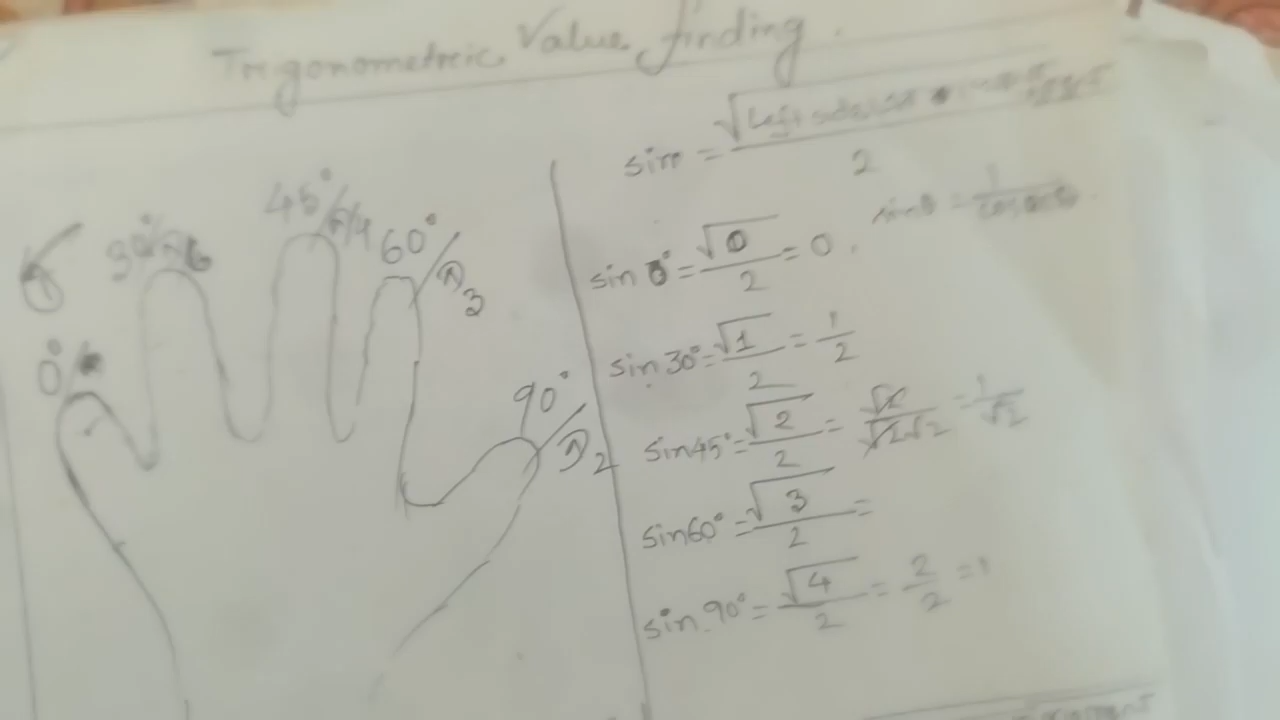 Trigonometric Value finding.
45°/π/4
30°/π/6
60°/π/3
0°/
90°/π/2
sin = √Left / 2
sinθ = 1/
sin 0° = √0/2 = 0.
sin 30° = √1/2 = 1/2
sin 45° = √2/2 = √2/√2√2 = 1/√2
sin 60° = √3/2 =
sin 90° = √4/2 = 2/2 = 1